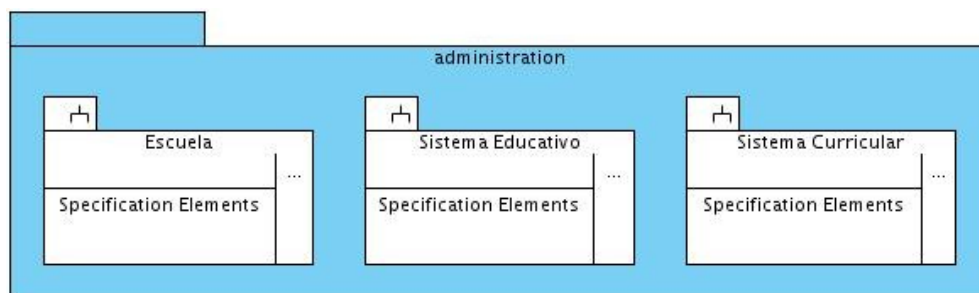 administration
Escuela
...
Specification Elements
Sistema Educativo
...
Specification Elements
Sistema Curricular
...
Specification Elements